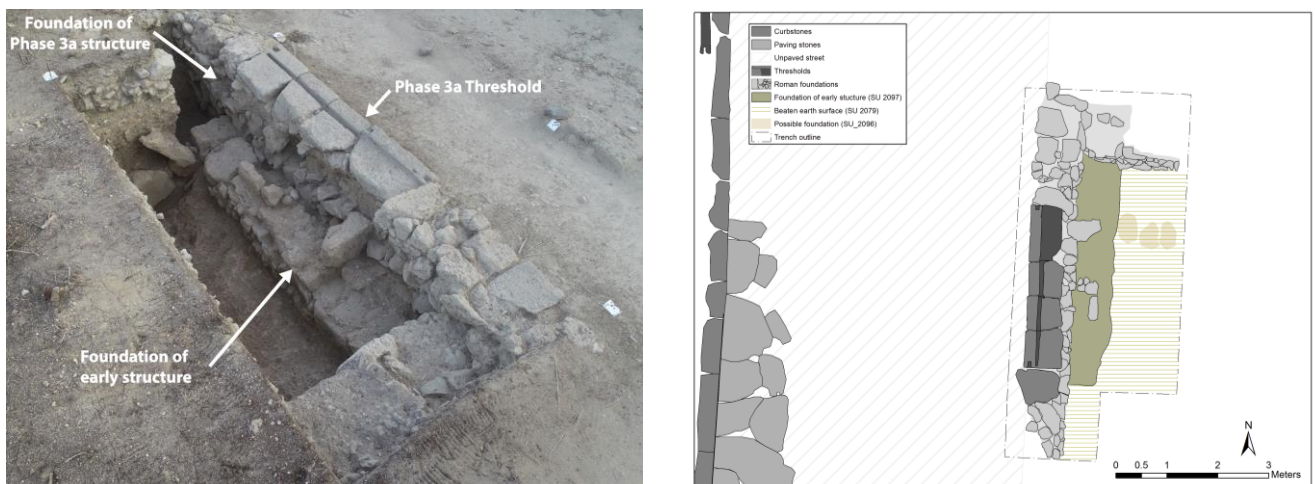 Foundation of
Phase 3a structure
Phase 3a Threshold
Foundation of
early structure
Curbstones
Paving stones
Unpaved street
Thresholds
Roman foundations
Foundation of early stucture (SU 2097)
Beaten earth surface (SU 2079)
Possible foundation (SU_2096)
Trench outline
N
0 0.5 1 2 3
Meters